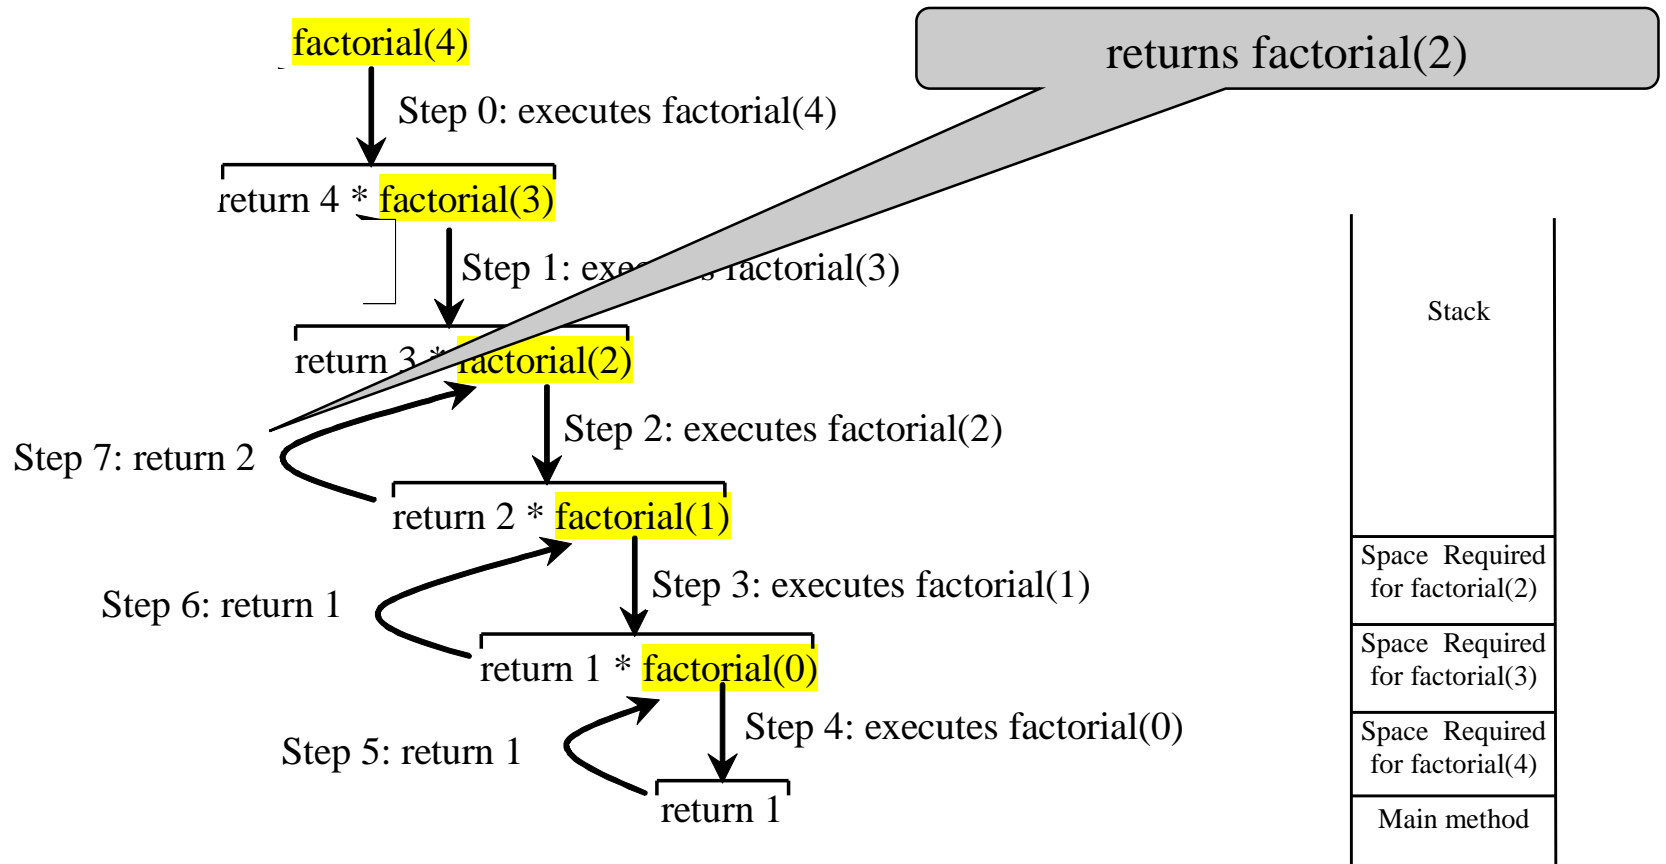 factorial(4)
returns factorial(2)
Step 0: executes factorial(4)
return 4 * factorial(3)
Step 1: factorial(3)
return 3 * factorial(2)
Step 2: executes factorial(2)
Step 7: return 2
return 2 * factorial(1)
Step 3: executes factorial(1)
Step 6: return 1
return 1 * factorial(0)
Step 4: executes factorial(0)
Step 5: return 1
return 1
Stack
Space Required
for factorial(2)
Space Required
for factorial(3)
Space Required
for factorial(4)
Main method